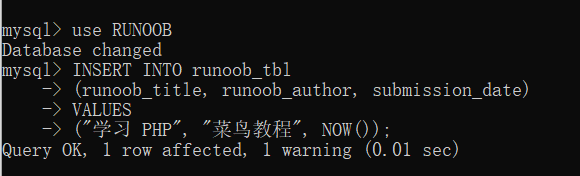 mysql> use RUNOOB
Database changed
mysql> INSERT INTO runoob_tbl
    -> (runoob_title, runoob_author, submission_date)
    -> VALUES
    -> ("学习 PHP", "菜鸟教程", NOW());
Query OK, 1 row affected, 1 warning (0.01 sec)